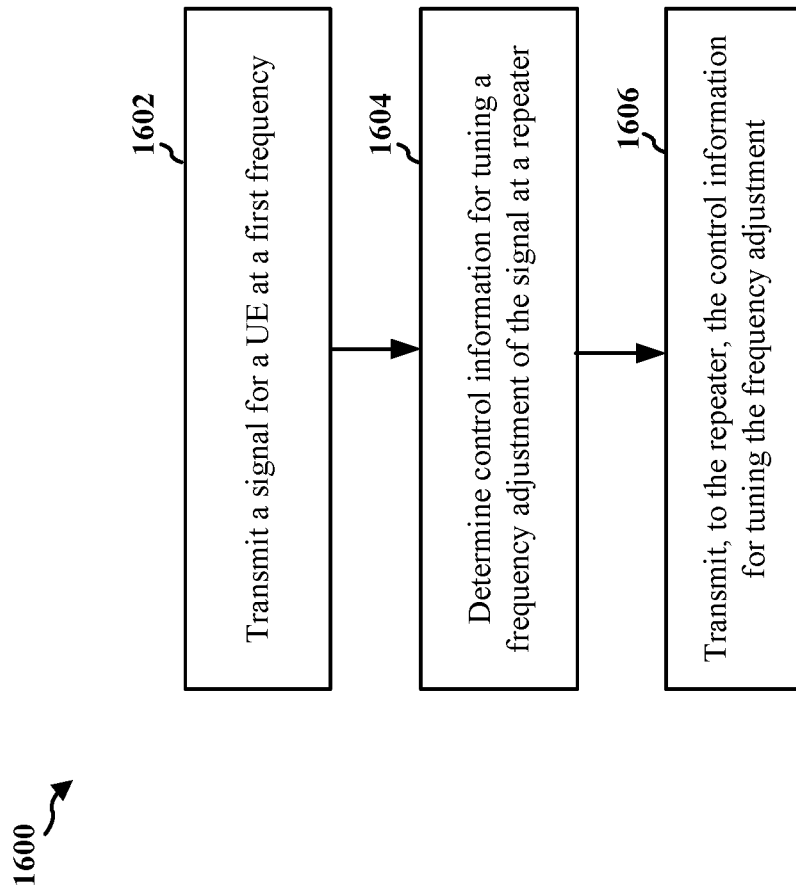 1600
1602
Transmit a signal for a UE at a first frequency
1604
Determine control information for tuning a
frequency adjustment of the signal at a repeater
1606
Transmit, to the repeater, the control information
for tuning the frequency adjustment